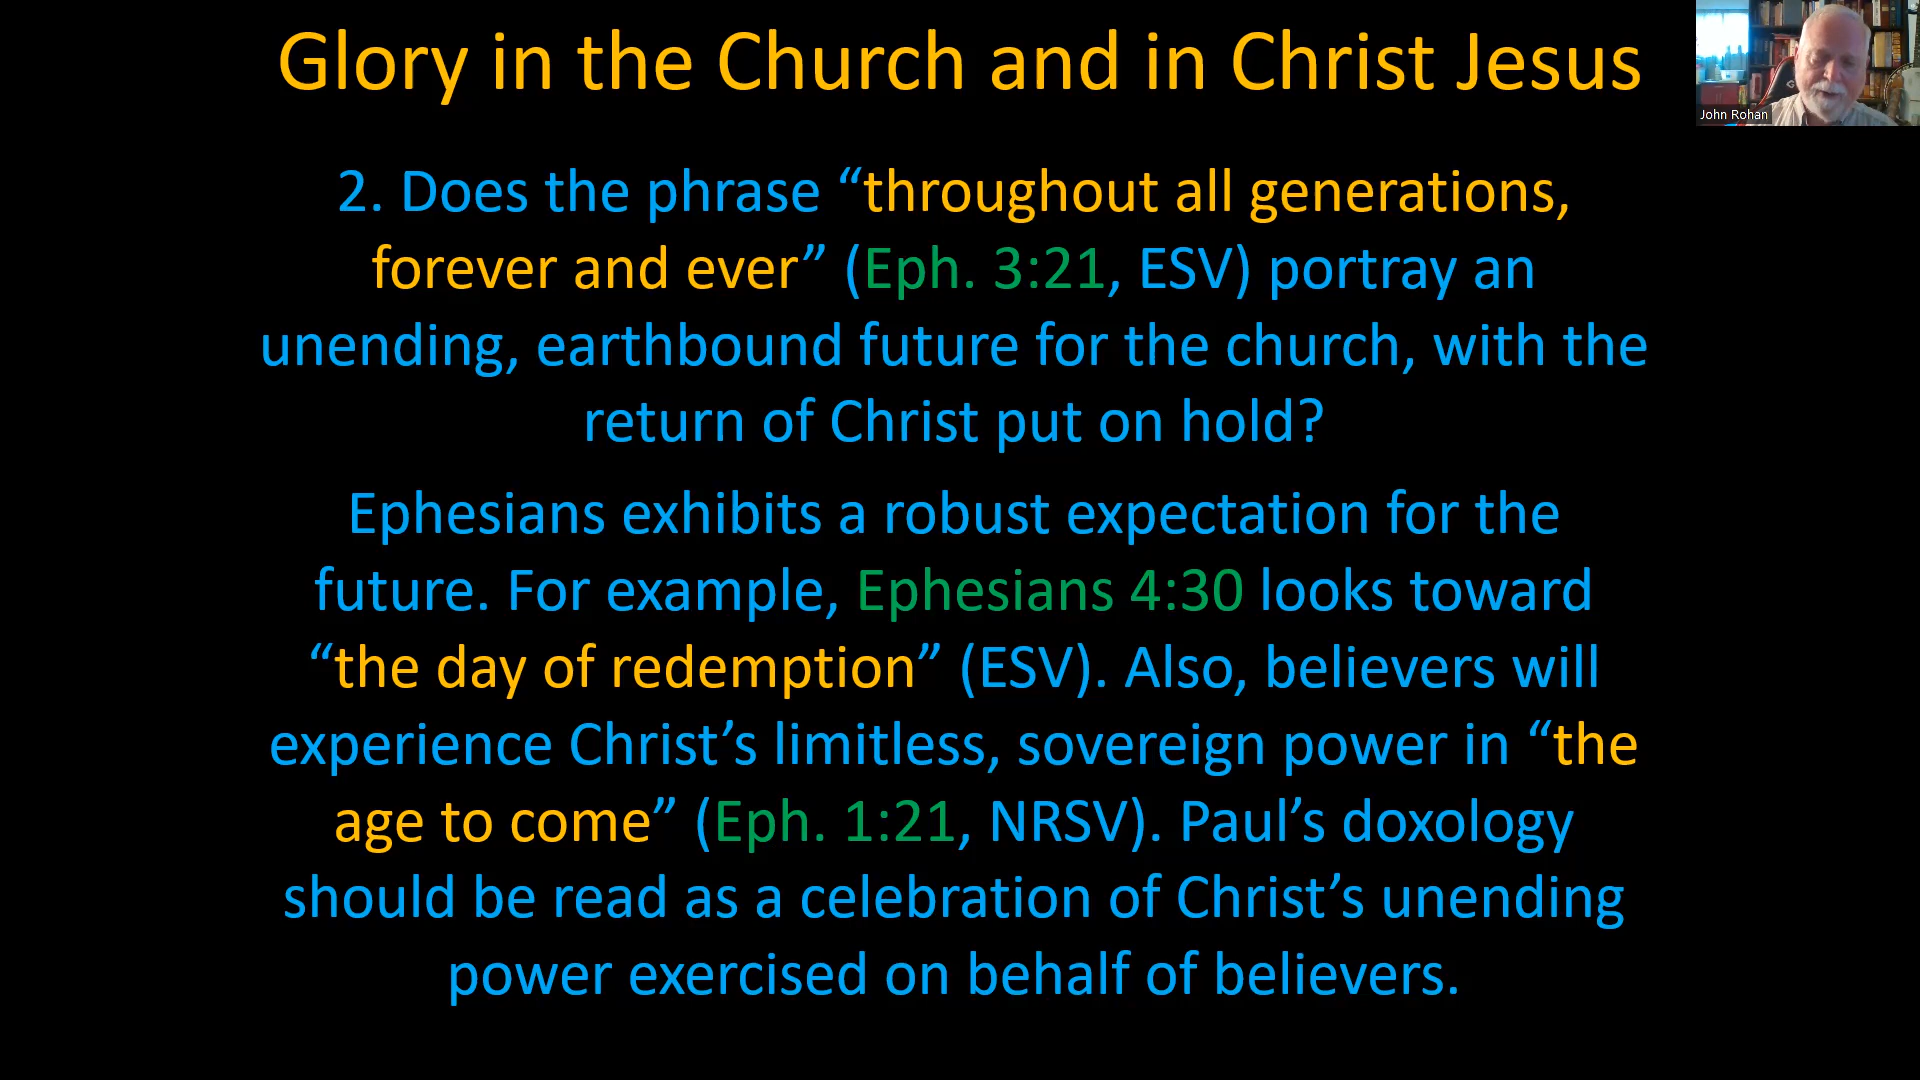 Glory in the Church and in Christ Jesus
John Rohan
2. Does the phrase “throughout all generations,
forever and ever” (Eph. 3:21, ESV) portray an
unending, earthbound future for the church, with the
return of Christ put on hold?
Ephesians exhibits a robust expectation for the
future. For example, Ephesians 4:30 looks toward
“the day of redemption” (ESV). Also, believers will
experience Christ’s limitless, sovereign power in “the
age to come” (Eph. 1:21, NRSV). Paul’s doxology
should be read as a celebration of Christ’s unending
power exercised on behalf of believers.